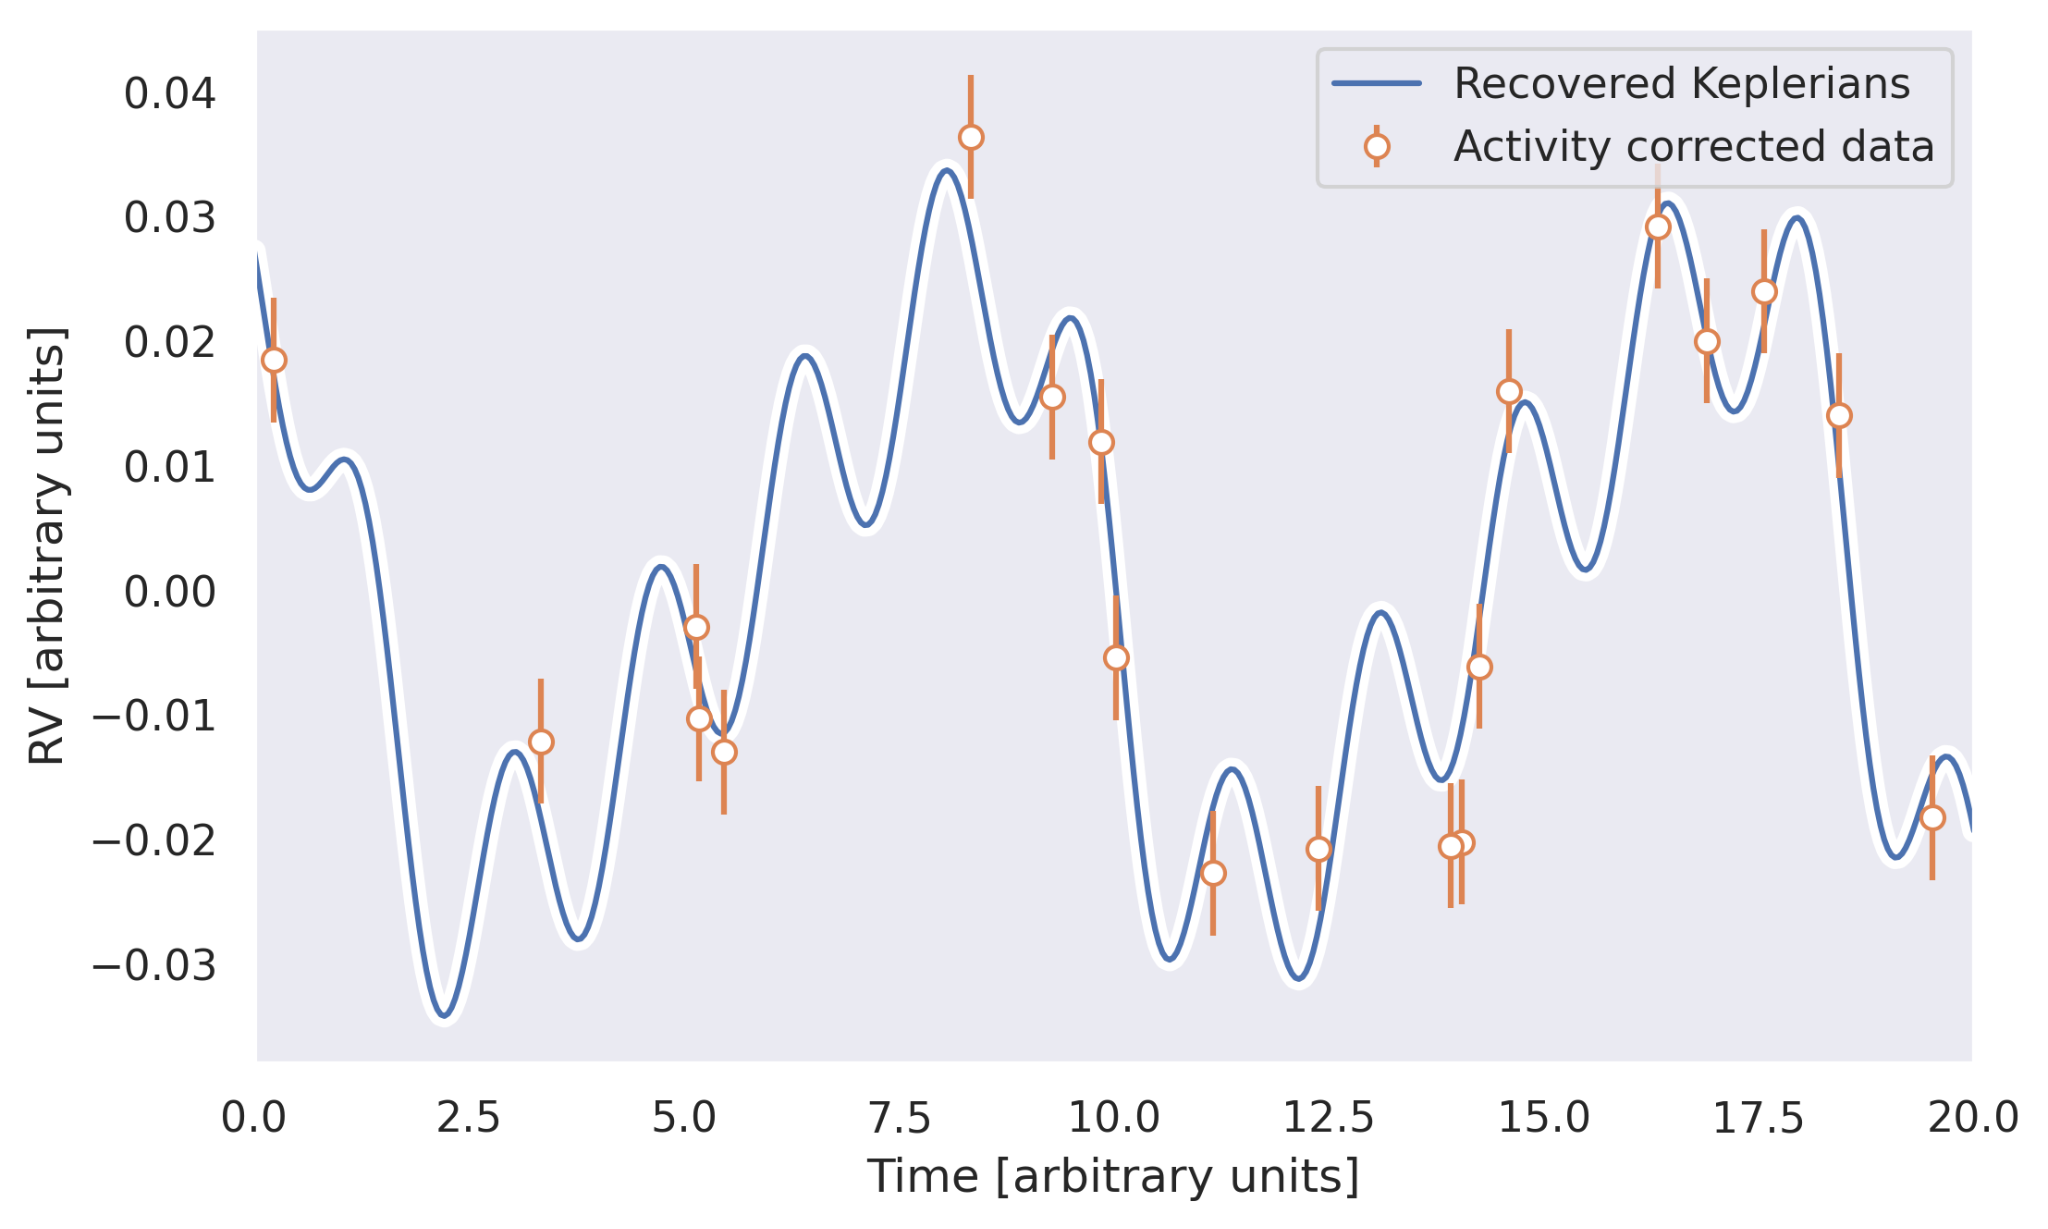 Recovered Keplerians
Activity corrected data
RV [arbitrary units]
0.04
0.03
0.02
0.01
0.00
−0.01
−0.02
−0.03
0.0 2.5 5.0 7.5 10.0 12.5 15.0 17.5 20.0
Time [arbitrary units]